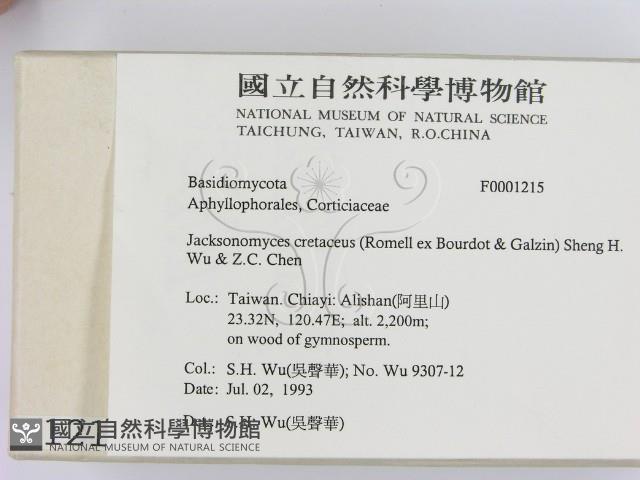 國立自然科學博物館
NATIONAL MUSEUM OF NATURAL SCIENCE
TAICHUNG, TAIWAN, R.O.CHINA
Basidiomycota F0001215
Aphyllophorales, Corticiaceae
Jacksonomyces cretaceus (Romell ex Bourdot & Galzin) Sheng H.
Wu & Z.C. Chen
Loc.: Taiwan. Chiayi: Alishan(阿里山)
23.32N, 120.47E; alt. 2,200m;
on wood of gymnosperm.
Col.: S.H. Wu(吳聲華); No. Wu 9307-12
Date: Jul. 02, 1993
S.H. Wu(吳聲華)
121
國立自然科學博物館
NATIONAL MUSEUM OF NATURAL SCIENCE